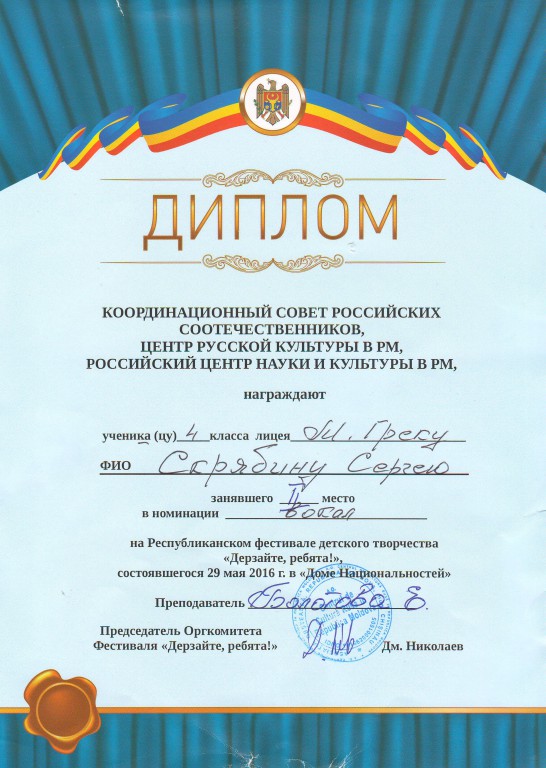 ДИПЛОМ
КООРДИНАЦИОННЫЙ СОВЕТ РОССИЙСКИХ
СООТЕЧЕСТВЕННИКОВ,
ЦЕНТР РУССКОЙ КУЛЬТУРЫ В РМ,
РОССИЙСКИЙ ЦЕНТР НАУКИ И КУЛЬТУРЫ В РМ,
награждают
ученика (цу) 4 класса лицея М. Греку
ФИО Скрябину Сергею
занявшего II место
в номинации вокал
на Республиканском фестивале детского творчества
«Дерзайте, ребята!»,
состоявшегося 29 мая 2016 г. в «Доме Национальностей»
Преподаватель Е.
Председатель Оргкомитета
Фестиваля «Дерзайте, ребята!» Дм. Николаев